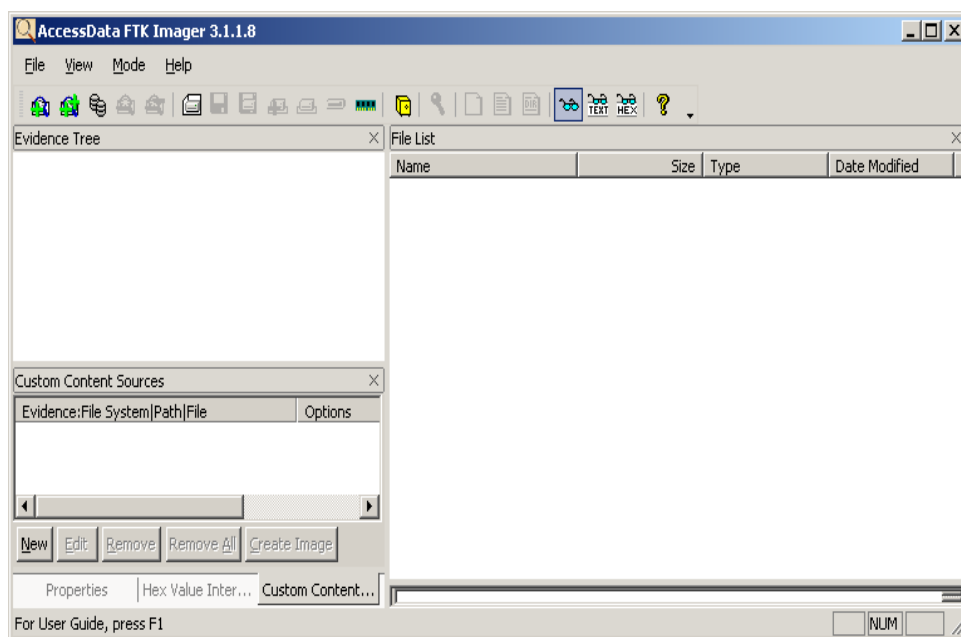 AccessData FTK Imager 3.1.1.8
File View Mode Help
TEXT HEX ?
Evidence Tree
File List
Name Size Type Date Modified
Custom Content Sources
Evidence:File System|Path|File Options
New Edit Remove Remove All Create Image
Properties Hex Value Inter... Custom Content...
For User Guide, press F1
NUM